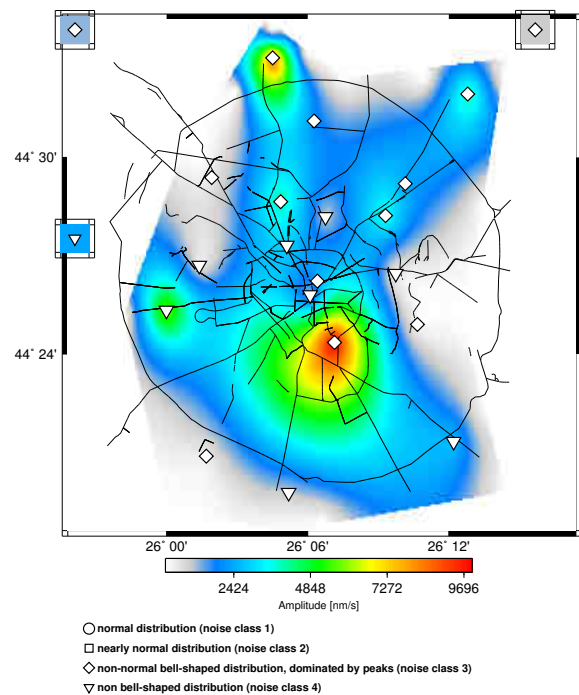 44° 30'
44° 24'
26° 00' 26° 06' 26° 12'
2424 4848 7272 9696
Amplitude [nm/s]
normal distribution (noise class 1)
nearly normal distribution (noise class 2)
non-normal bell-shaped distribution, dominated by peaks (noise class 3)
non bell-shaped distribution (noise class 4)